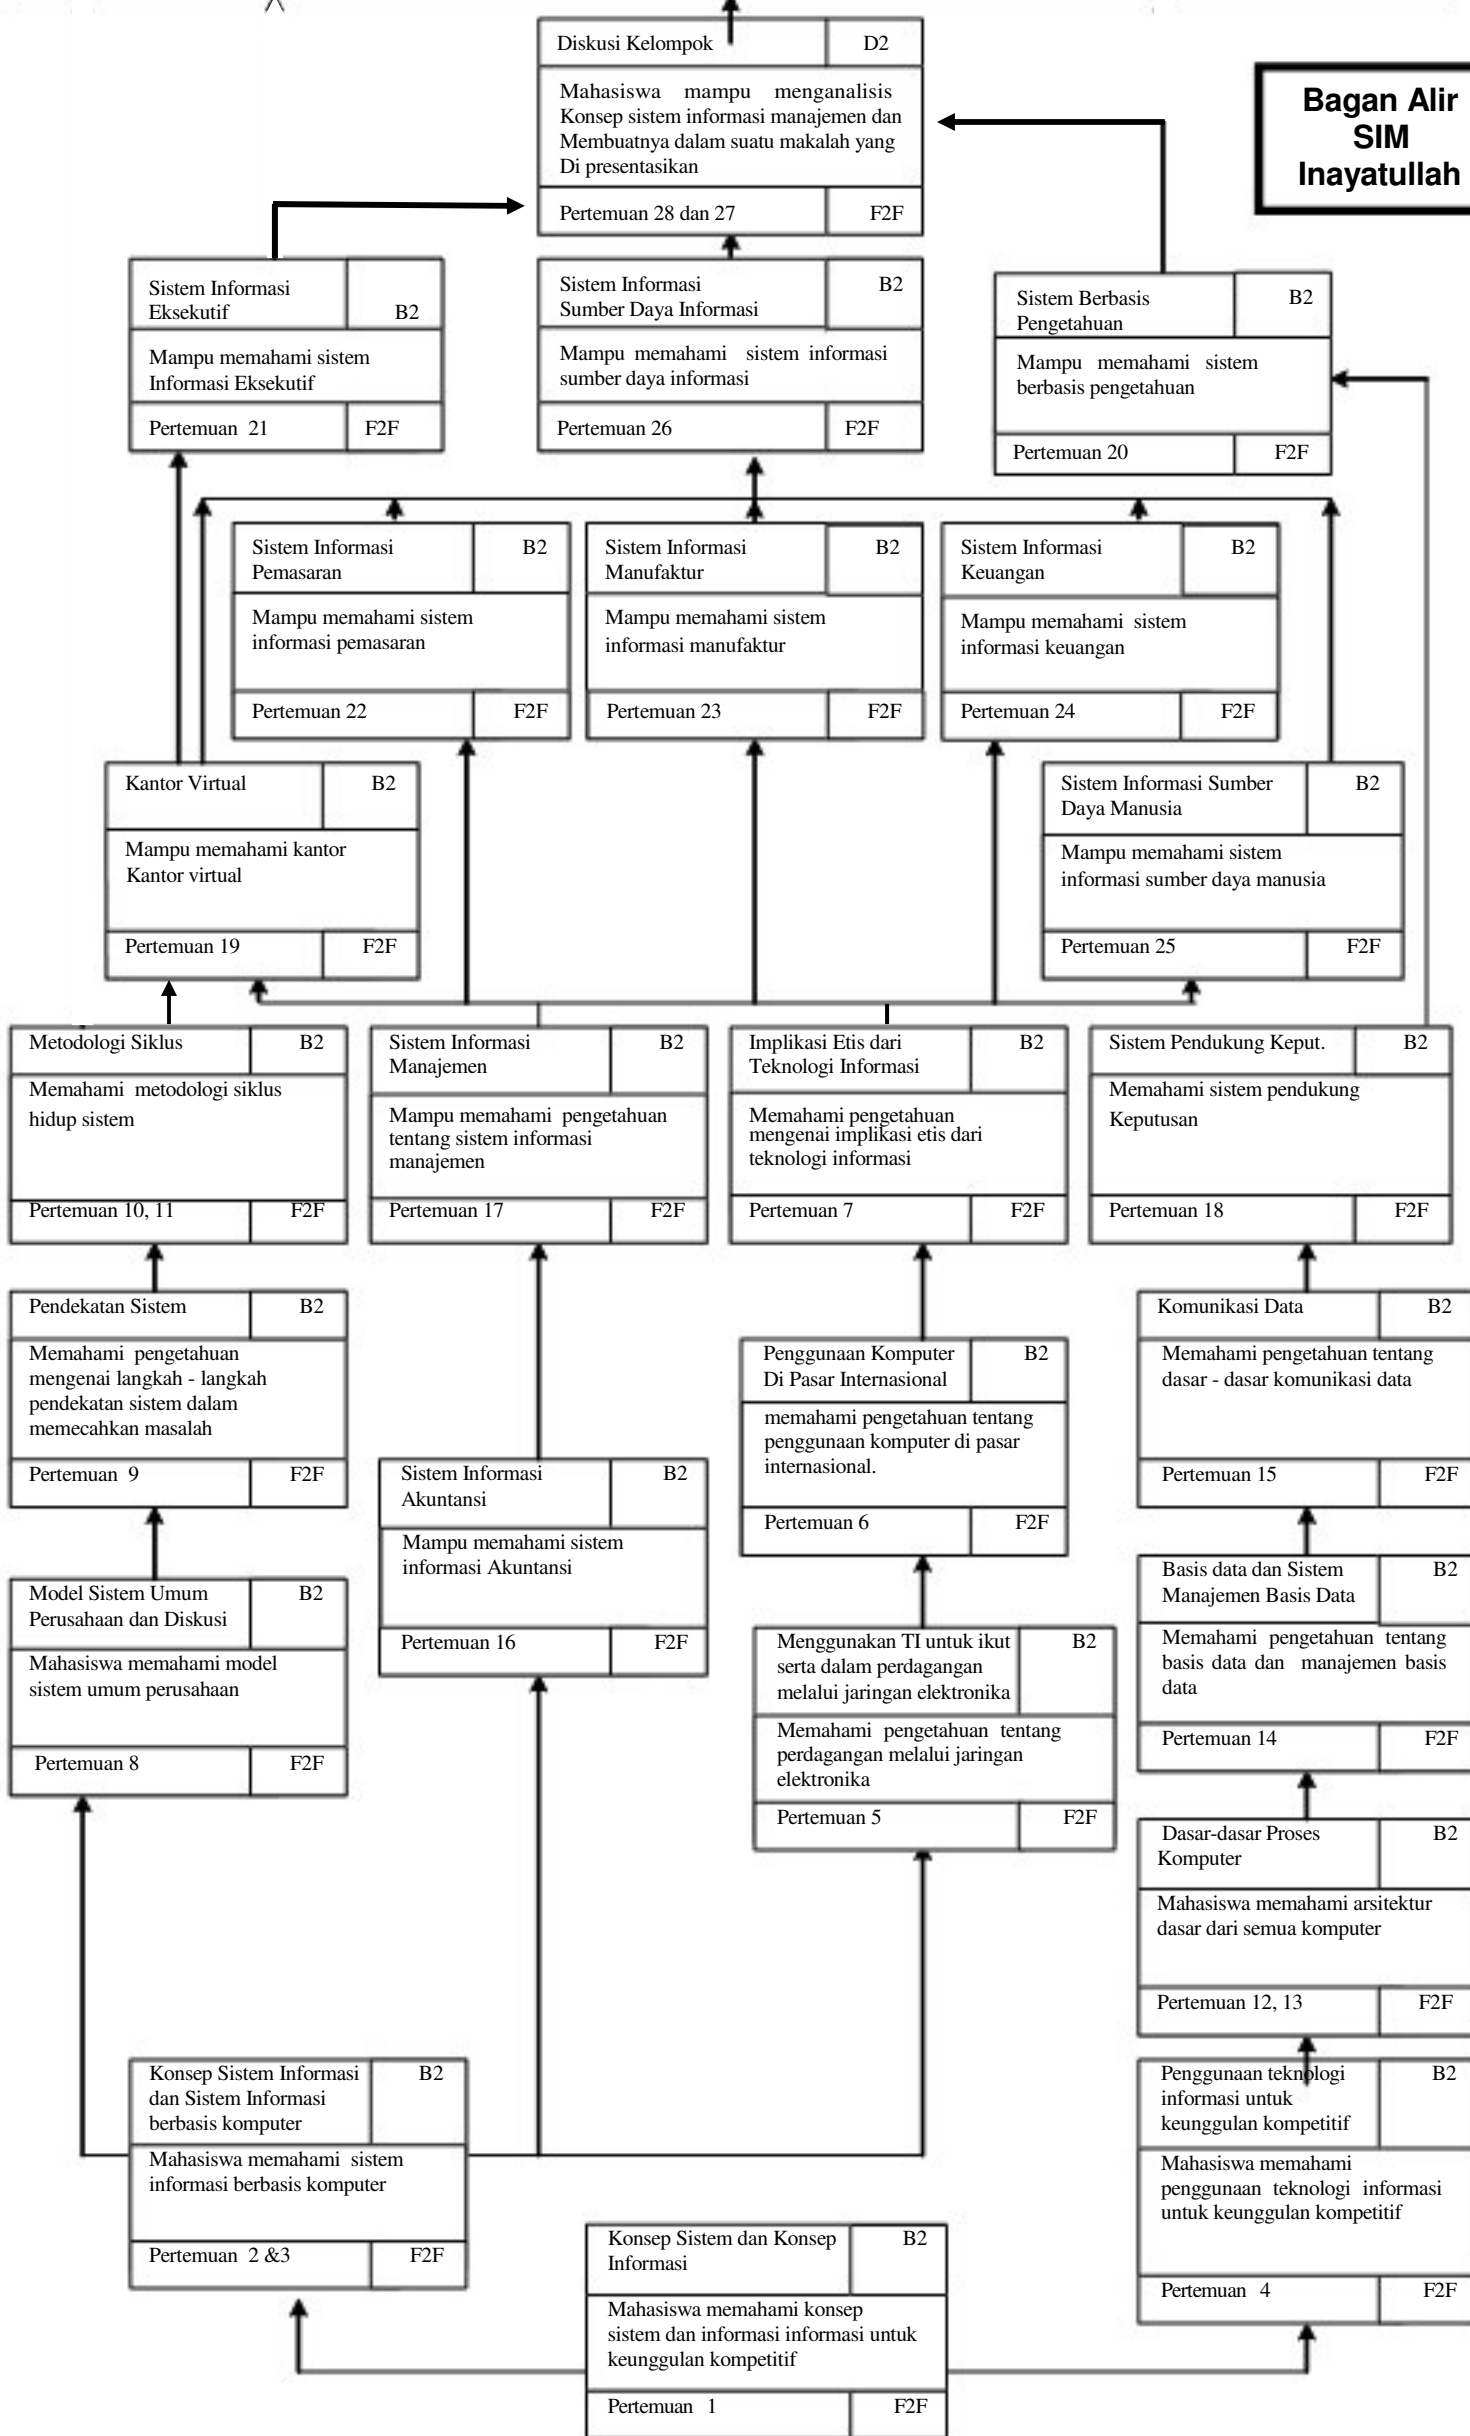 Diskusi Kelompok D2
Mahasiswa mampu menganalisis
Konsep sistem informasi manajemen dan
Membuatnya dalam suatu makalah yang
Di presentasikan
Pertemuan 28 dan 27 F2F
Bagan Alir
SIM
Inayatullah
Sistem Informasi
Eksekutif B2
Mampu memahami sistem
Informasi Eksekutif
Pertemuan 21 F2F
Sistem Informasi B2
Sumber Daya Informasi
Mampu memahami sistem informasi
sumber daya informasi
Pertemuan 26 F2F
Sistem Berbasis B2
Pengetahuan
Mampu memahami sistem
berbasis pengetahuan
Pertemuan 20 F2F
Sistem Informasi B2
Pemasaran
Mampu memahami sistem
informasi pemasaran
Pertemuan 22 F2F
Sistem Informasi B2
Manufaktur
Mampu memahami sistem
informasi manufaktur
Pertemuan 23 F2F
Sistem Informasi B2
Keuangan
Mampu memahami sistem
informasi keuangan
Pertemuan 24 F2F
Kantor Virtual B2
Mampu memahami kantor
Kantor virtual
Pertemuan 19 F2F
Sistem Informasi Sumber B2
Daya Manusia
Mampu memahami sistem
informasi sumber daya manusia
Pertemuan 25 F2F
Metodologi Siklus B2
Memahami metodologi siklus
hidup sistem
Pertemuan 10, 11 F2F
Sistem Informasi B2
Manajemen
Mampu memahami pengetahuan
tentang sistem informasi
manajemen
Pertemuan 17 F2F
Implikasi Etis dari B2
Teknologi Informasi
Memahami pengetahuan
mengenai implikasi etis dari
teknologi informasi
Pertemuan 7 F2F
Sistem Pendukung Keput. B2
Memahami sistem pendukung
Keputusan
Pertemuan 18 F2F
Pendekatan Sistem B2
Memahami pengetahuan
mengenai langkah - langkah
pendekatan sistem dalam
memecahkan masalah
Pertemuan 9 F2F
Sistem Informasi B2
Akuntansi
Mampu memahami sistem
informasi Akuntansi
Pertemuan 16 F2F
Penggunaan Komputer B2
Di Pasar Internasional
memahami pengetahuan tentang
penggunaan komputer di pasar
internasional.
Pertemuan 6 F2F
Komunikasi Data B2
Memahami pengetahuan tentang
dasar - dasar komunikasi data
Pertemuan 15 F2F
Model Sistem Umum B2
Perusahaan dan Diskusi
Mahasiswa memahami model
sistem umum perusahaan
Pertemuan 8 F2F
Menggunakan TI untuk ikut B2
serta dalam perdagangan
melalui jaringan elektronika
Memahami pengetahuan tentang
perdagangan melalui jaringan
elektronika
Pertemuan 5 F2F
Basis data dan Sistem B2
Manajemen Basis Data
Memahami pengetahuan tentang
basis data dan manajemen basis
data
Pertemuan 14 F2F
Dasar-dasar Proses B2
Komputer
Mahasiswa memahami arsitektur
dasar dari semua komputer
Pertemuan 12, 13 F2F
Konsep Sistem Informasi B2
dan Sistem Informasi
berbasis komputer
Mahasiswa memahami sistem
informasi berbasis komputer
Pertemuan 2 &3 F2F
Penggunaan teknologi B2
informasi untuk
keunggulan kompetitif
Mahasiswa memahami
penggunaan teknologi informasi
untuk keunggulan kompetitif
Pertemuan 4 F2F
Konsep Sistem dan Konsep B2
Informasi
Mahasiswa memahami konsep
sistem dan informasi informasi untuk
keunggulan kompetitif
Pertemuan 1 F2F